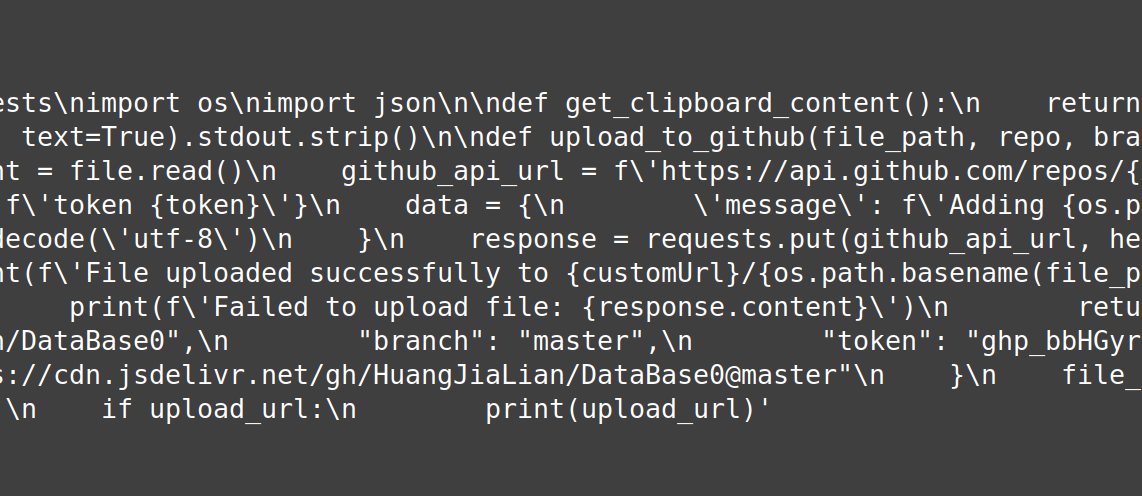 ests\nimport os\nimport json\n\ndef get_clipboard_content():\n    return
text=True).stdout.strip()\n\ndef upload_to_github(file_path, repo, bra
nt = file.read()\n    github_api_url = f\'https://api.github.com/repos/{
f\'token {token}\'}\n    data = {\n        \'message\': f\'Adding {os.p
decode(\'utf-8\')\n    }\n    response = requests.put(github_api_url, he
nt(f\'File uploaded successfully to {customUrl}/{os.path.basename(file_p
print(f\'Failed to upload file: {response.content}\')\n        retu
n/DataBase0",\n        "branch": "master",\n        "token": "ghp_bbHGyr
s://cdn.jsdelivr.net/gh/HuangJiaLian/DataBase0@master"\n    }\n    file_
\n    if upload_url:\n        print(upload_url)'